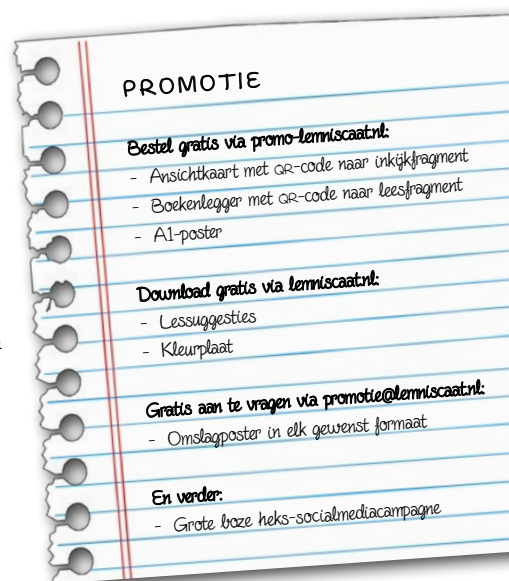 PROMOTIE
Bestel gratis via promo-lemniscaat.nl:
- Ansichtkaart met QR-code naar inkijkfragment
- Boekenlegger met QR-code naar leesfragment
- A1-poster
Download gratis via lemniscaat.nl:
- Lessuggesties
- Kleurplaat
Gratis aan te vragen via promotie@lemniscaat.nl:
- Omslagposter in elk gewenst formaat
En verder:
- Grote boze heks-socialmediacampagne